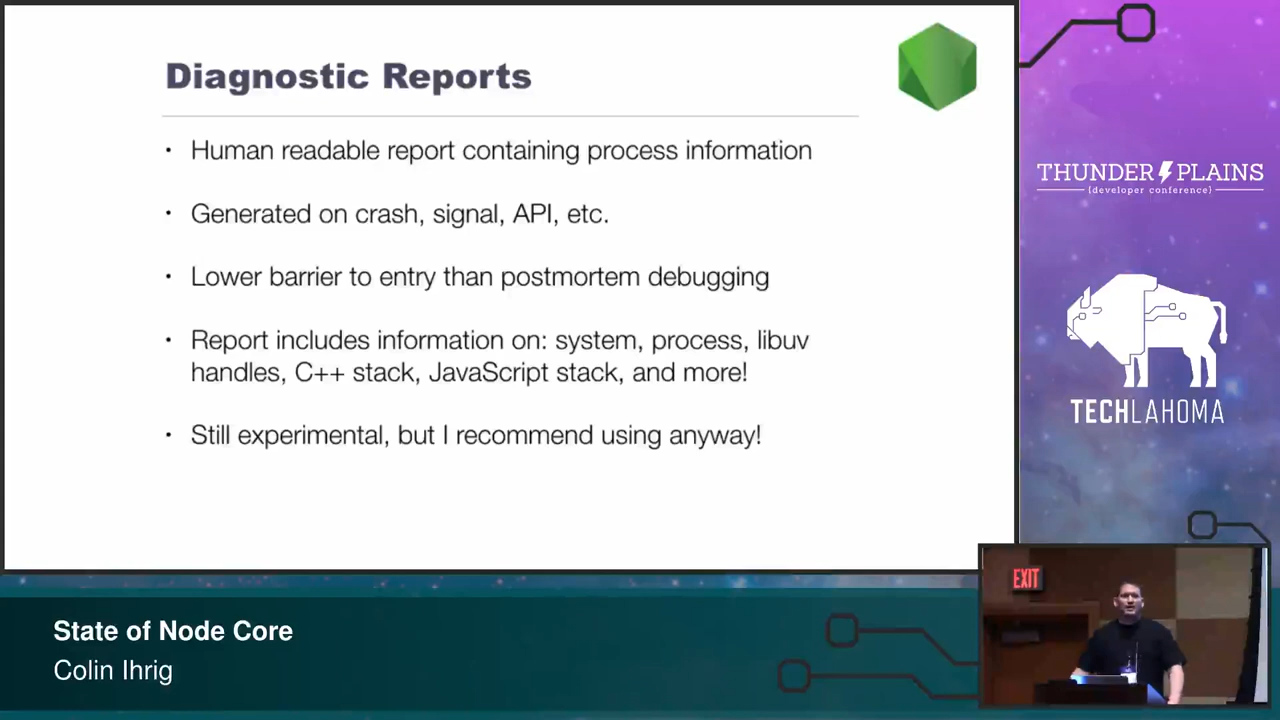 Diagnostic Reports
• Human readable report containing process information
• Generated on crash, signal, API, etc.
• Lower barrier to entry than postmortem debugging
• Report includes information on: system, process, libuv
handles, C++ stack, JavaScript stack, and more!
• Still experimental, but I recommend using anyway!
THUNDER PLAINS
{developer conference}
TECHLAHOMA
EXIT
State of Node Core
Colin Ihrig